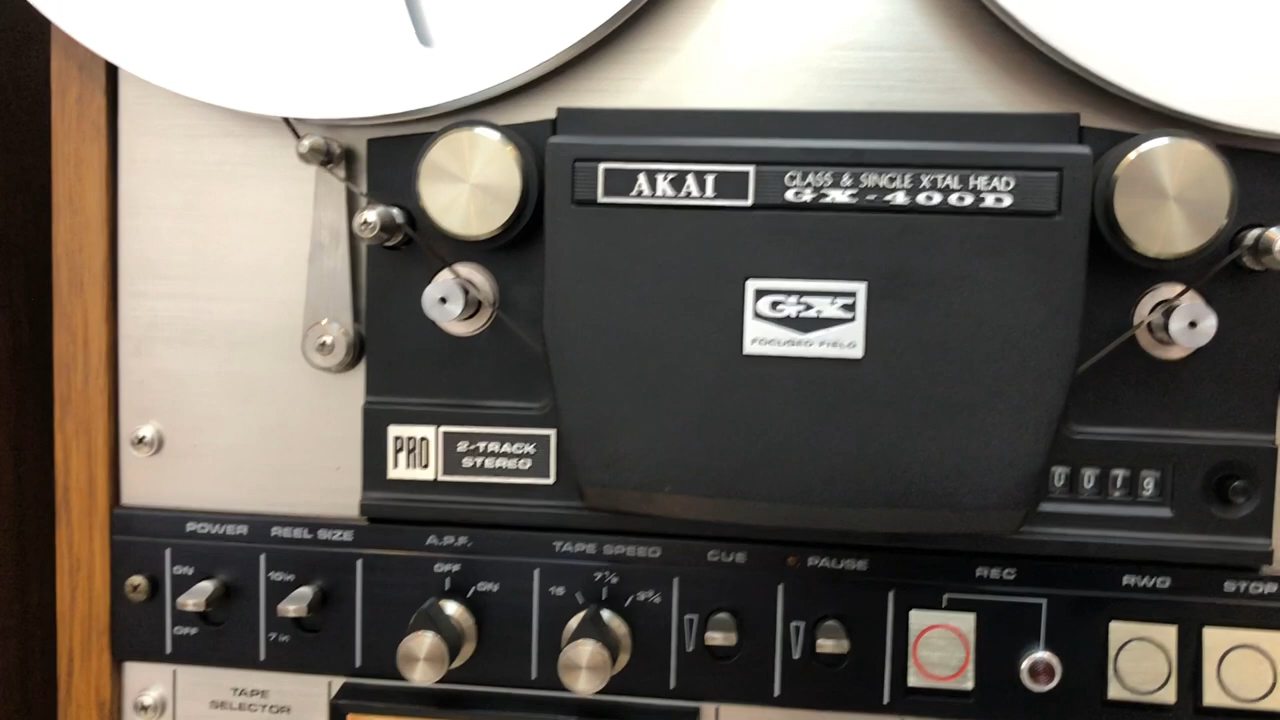 AKAI
GLASS & SINGLE X'TAL HEAD
GX-400D
GX
FOCUSED FIELD
PRO
2-TRACK
STEREO
0079
POWER
ON
OFF
REEL SIZE
10in
7in
A.P.F.
OFF
ON
TAPE SPEED
15
7½
3¾
CUE
PAUSE
REC
RWD
STOP
TAPE
SELECTOR